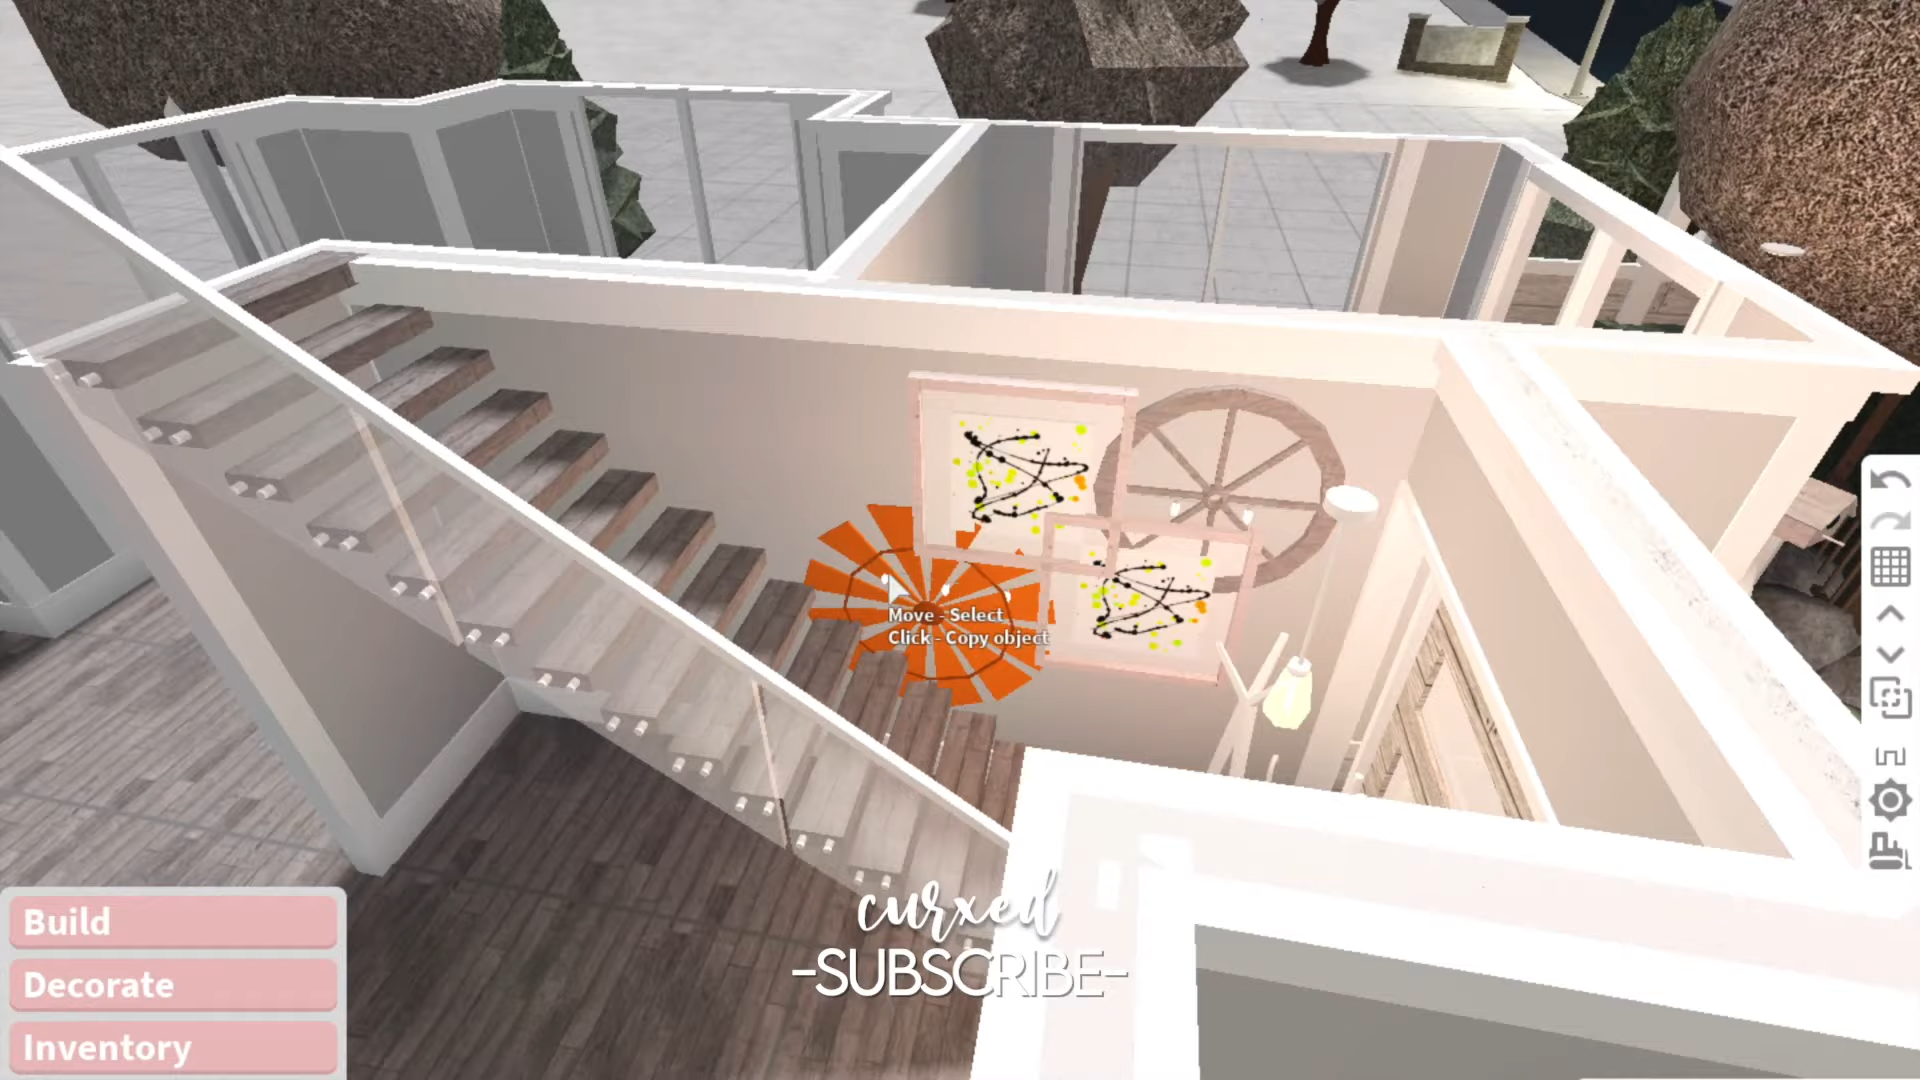 Move - Select
Click - Copy object
curxed
-SUBSCRIBE-
Build
Decorate
Inventory